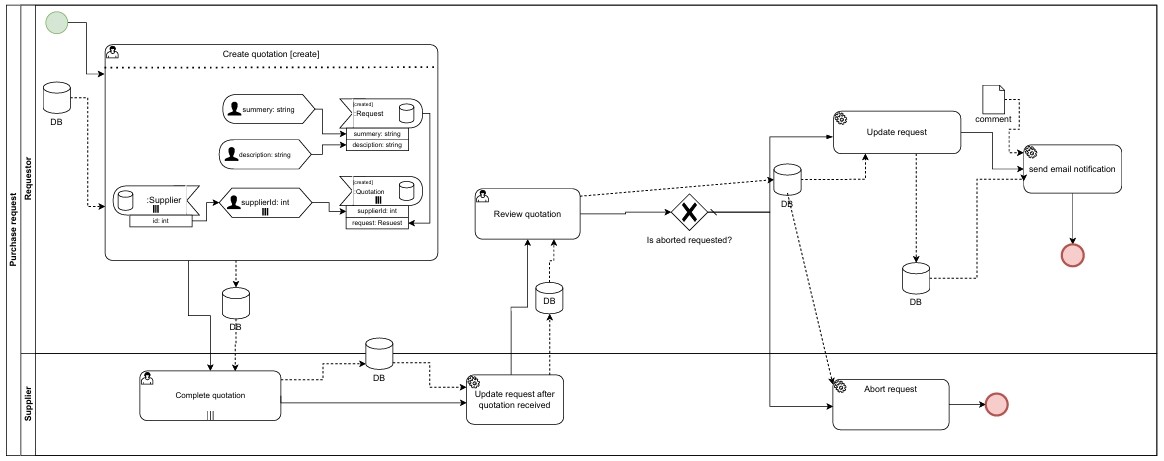 Purchase request
Requestor
Supplier
DB
Create quotation [create]
summery: string
desciption: string
[created]
:Request
summery: string
desciption: string
:Supplier
id: int
supplierId: int
[created]
:Quotation
supplierId: int
request: Resuest
DB
Complete quotation
DB
Update request after
quotation received
DB
Review quotation
Is aborted requested?
DB
Update request
DB
comment
send email notification
Abort request